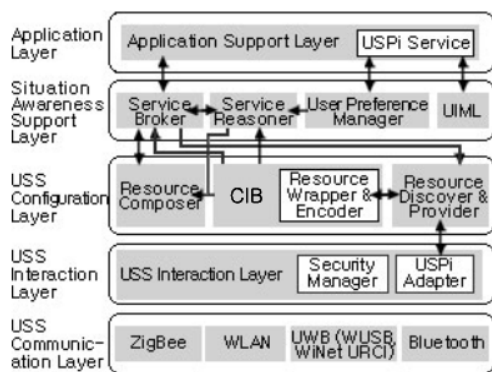 Application
Layer
Application Support Layer
USPi Service
Situation
Awareness
Support
Layer
Service
Broker
Service
Reasoner
User Preference
Manager
UIML
USS
Configuration
Layer
Resource
Composer
CIB
Resource
Wrapper &
Encoder
Resource
Discover &
Provider
USS
Interaction
Layer
USS Interaction Layer
Security
Manager
USPi
Adapter
USS
Communic-
ation Layer
ZigBee
WLAN
UWB (WUSB,
WiNet URCI)
Bluetooth